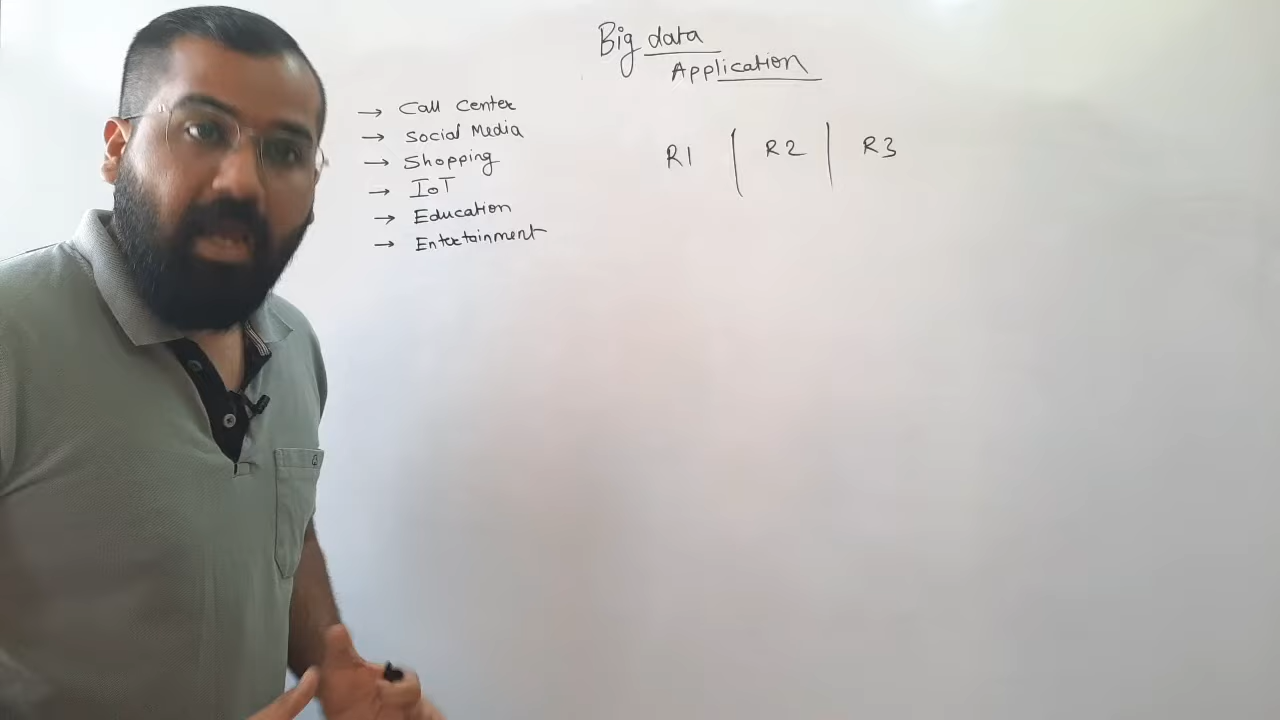 Big data
Application
→ Call Center
→ Social Media
→ Shopping
→ IoT
→ Education
→ Entertainment
R1 | R2 | R3